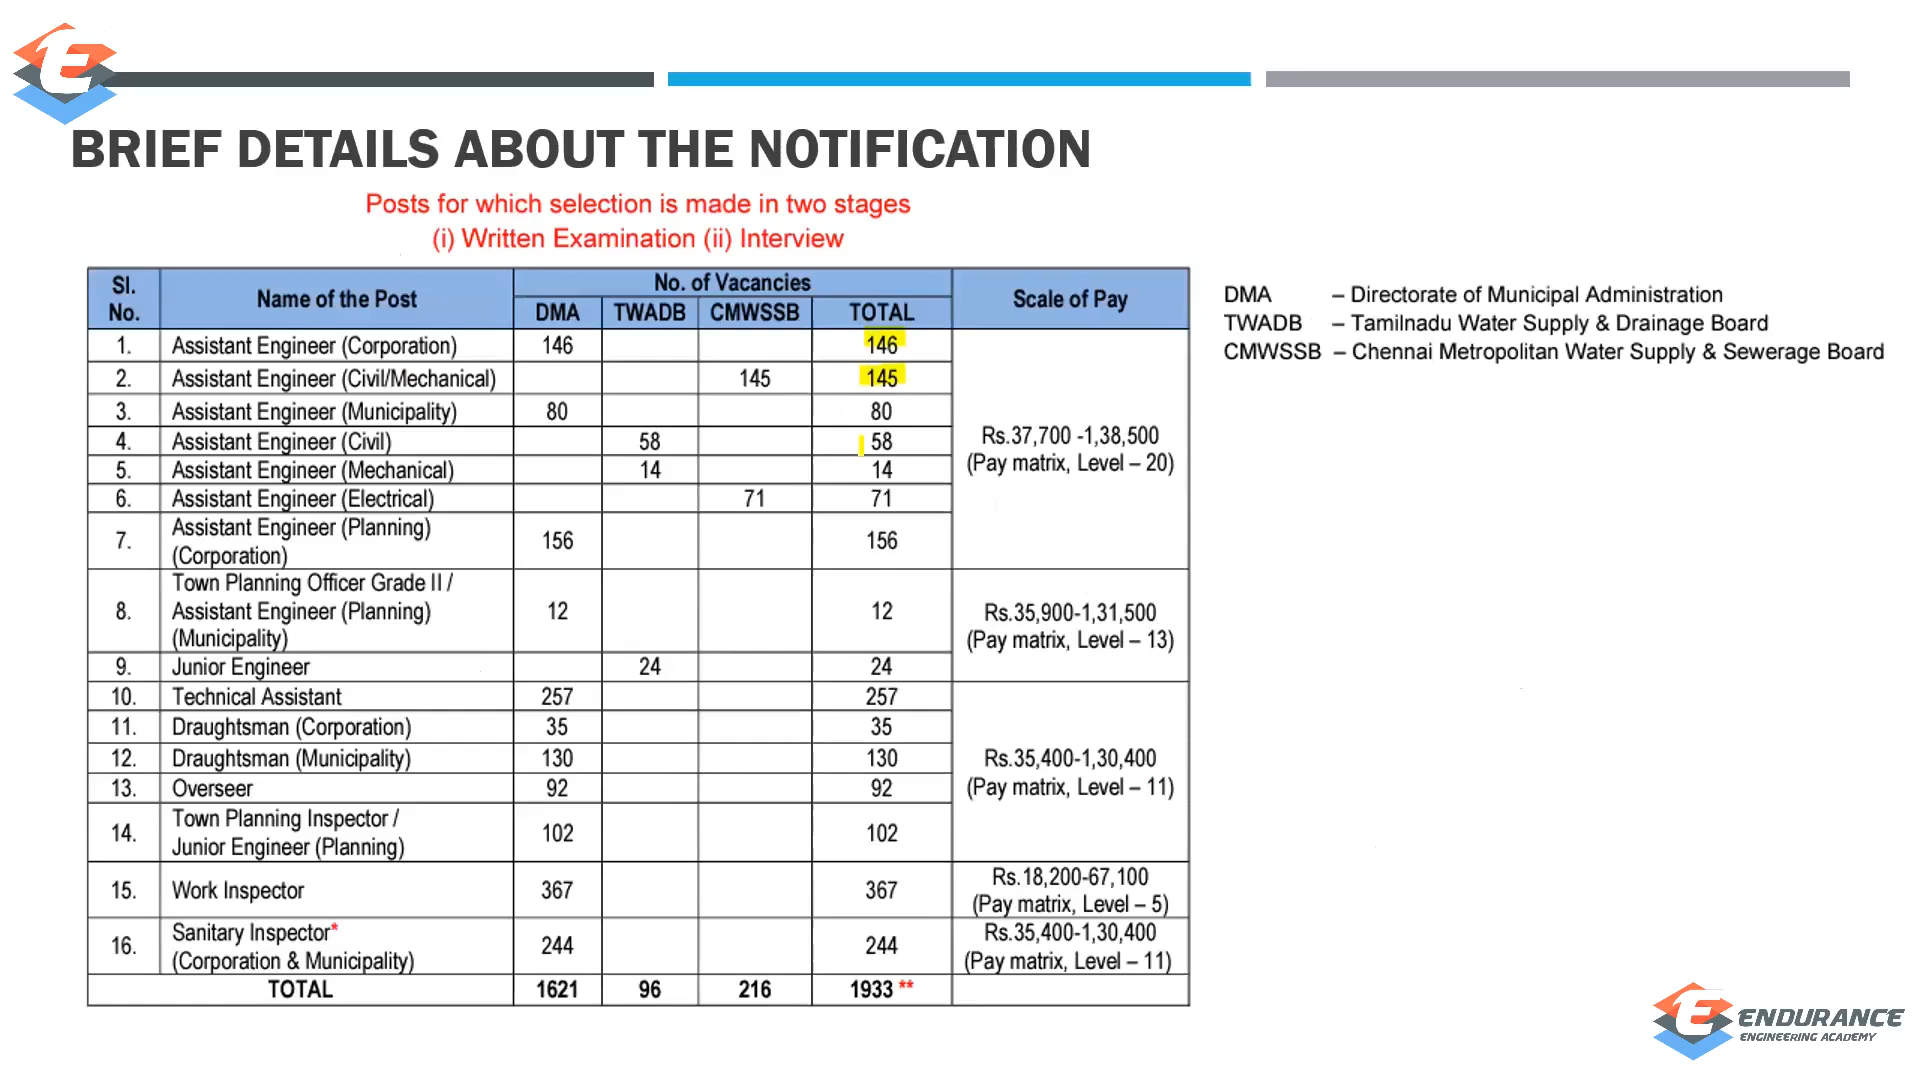 BRIEF DETAILS ABOUT THE NOTIFICATION
Posts for which selection is made in two stages
(i) Written Examination (ii) Interview
Sl. No. Name of the Post No. of Vacancies Scale of Pay
DMA TWADB CMWSSB TOTAL
1. Assistant Engineer (Corporation) 146 146
2. Assistant Engineer (Civil/Mechanical) 145 145
3. Assistant Engineer (Municipality) 80 80
4. Assistant Engineer (Civil) 58 58
Rs.37,700 -1,38,500
(Pay matrix, Level – 20)
5. Assistant Engineer (Mechanical) 14 14
6. Assistant Engineer (Electrical) 71 71
7. Assistant Engineer (Planning)
(Corporation) 156 156
8. Town Planning Officer Grade II /
Assistant Engineer (Planning)
(Municipality) 12 12
Rs.35,900-1,31,500
(Pay matrix, Level – 13)
9. Junior Engineer 24 24
10. Technical Assistant 257 257
11. Draughtsman (Corporation) 35 35
12. Draughtsman (Municipality) 130 130
Rs.35,400-1,30,400
(Pay matrix, Level – 11)
13. Overseer 92 92
14. Town Planning Inspector /
Junior Engineer (Planning) 102 102
15. Work Inspector 367 367
Rs.18,200-67,100
(Pay matrix, Level – 5)
16. Sanitary Inspector*
(Corporation & Municipality) 244 244
Rs.35,400-1,30,400
(Pay matrix, Level – 11)
TOTAL 1621 96 216 1933 **
DMA – Directorate of Municipal Administration
TWADB – Tamilnadu Water Supply & Drainage Board
CMWSSB – Chennai Metropolitan Water Supply & Sewerage Board
ENDURANCE
ENGINEERING ACADEMY